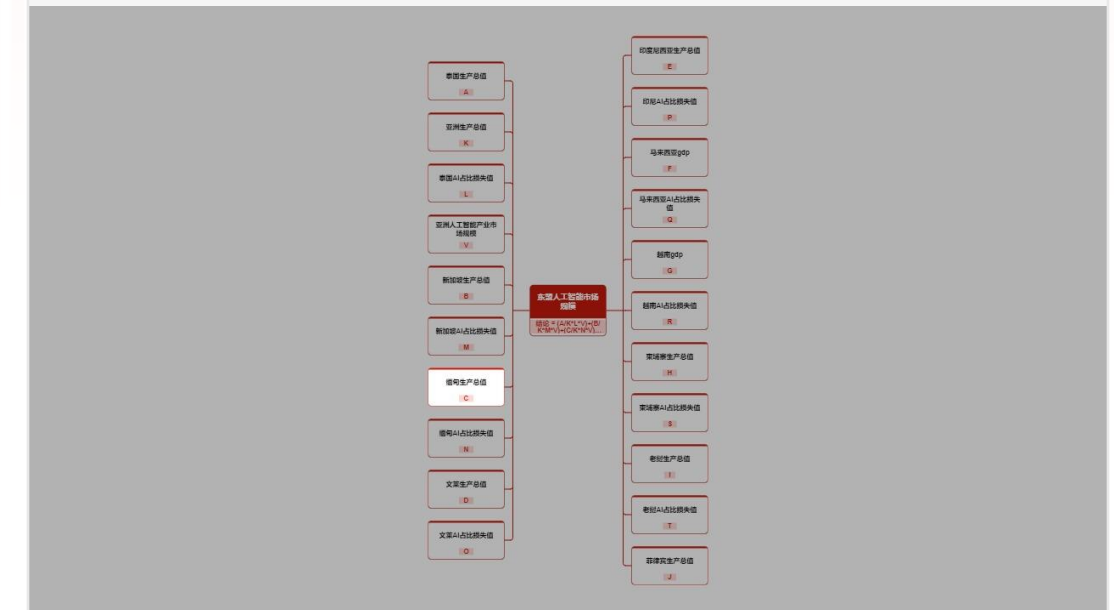 泰国生产总值
A
亚洲生产总值
K
泰国AI占比损失值
L
亚洲人工智能产业市
场规模
V
新加坡生产总值
B
新加坡AI占比损失值
M
缅甸生产总值
C
缅甸AI占比损失值
N
文莱生产总值
D
文莱AI占比损失值
O
东盟人工智能市场
规模
结论 = (A/K*L*V)+(B/
K*M*V)+(C/K*N*V)...
印度尼西亚生产总值
E
印尼AI占比损失值
P
马来西亚gdp
F
马来西亚AI占比损失
值
Q
越南gdp
G
越南AI占比损失值
R
柬埔寨生产总值
H
柬埔寨AI占比损失值
S
老挝生产总值
I
老挝AI占比损失值
T
菲律宾生产总值
J